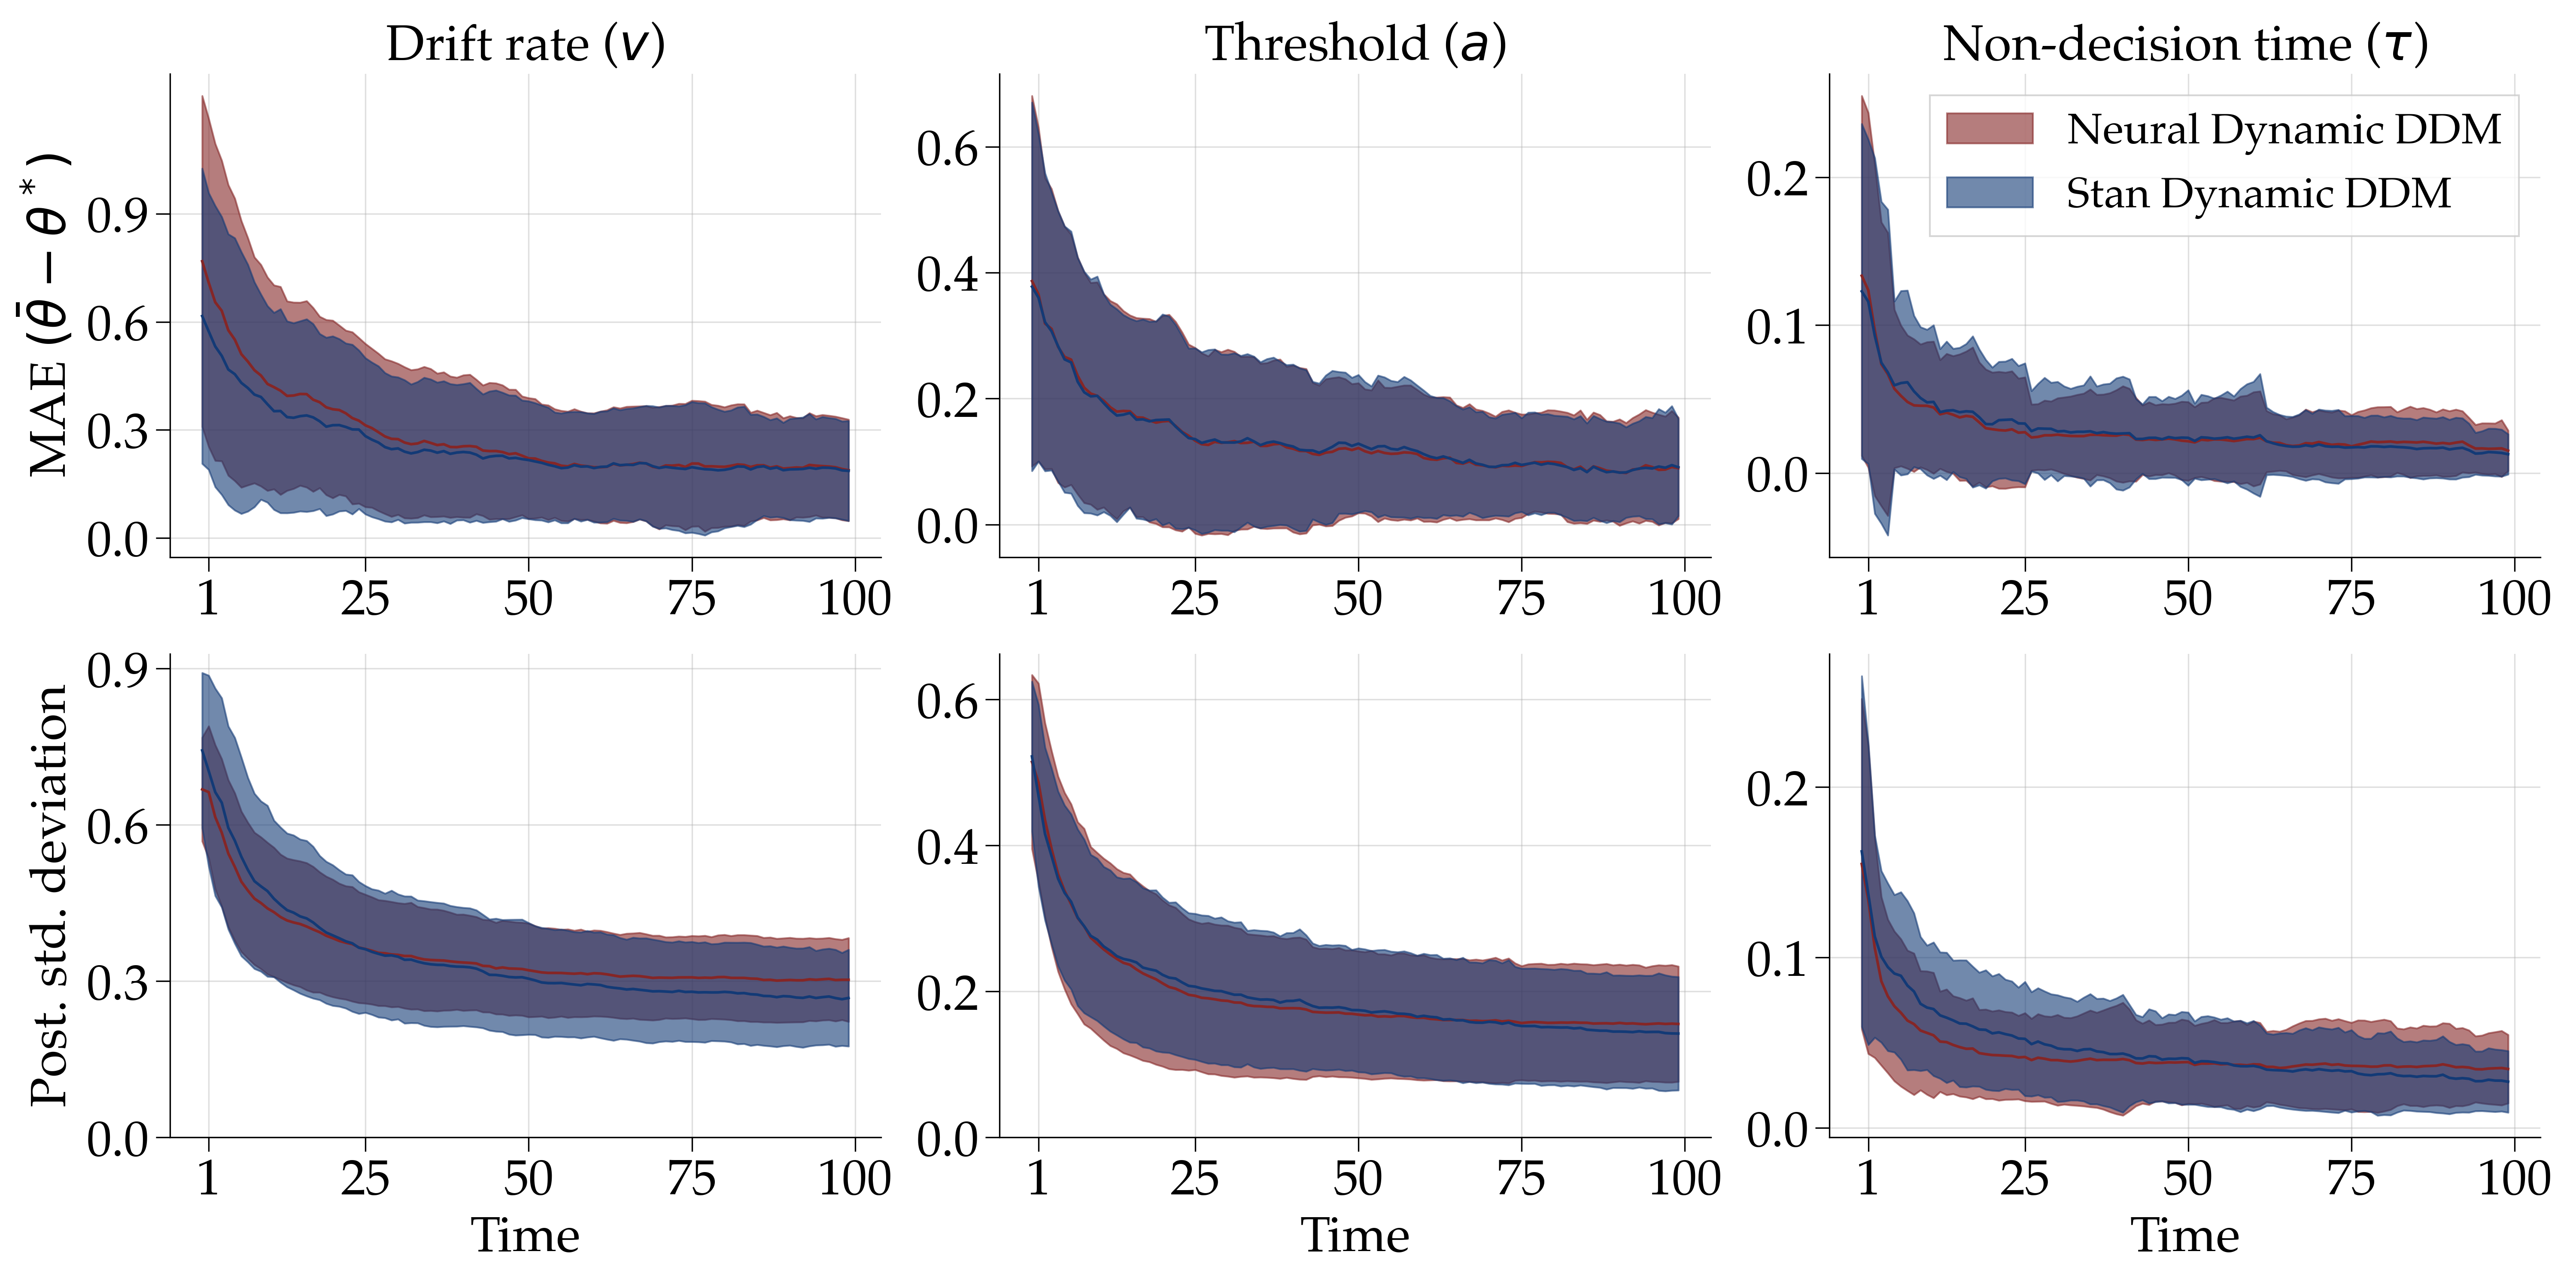 Drift rate (v)
Threshold (a)
Non-decision time (τ)
MAE (θ̄ − θ*)
0.9
0.6
0.3
0.0
1 25 50 75 100
0.6
0.4
0.2
0.0
1 25 50 75 100
0.2
0.1
0.0
1 25 50 75 100
Neural Dynamic DDM
Stan Dynamic DDM
Post. std. deviation
0.9
0.6
0.3
0.0
1 25 50 75 100
Time
0.6
0.4
0.2
0.0
1 25 50 75 100
Time
0.2
0.1
0.0
1 25 50 75 100
Time